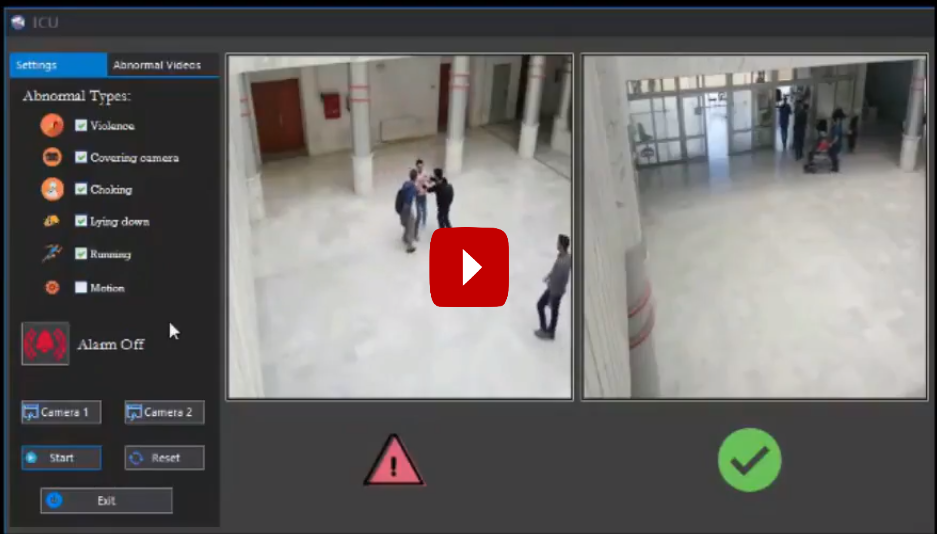 ICU
Settings
Abnormal Videos
Abnormal Types:
Violence
Covering camera
Choking
Lying down
Running
Motion
Alarm Off
Camera 1
Camera 2
Start
Reset
Exit